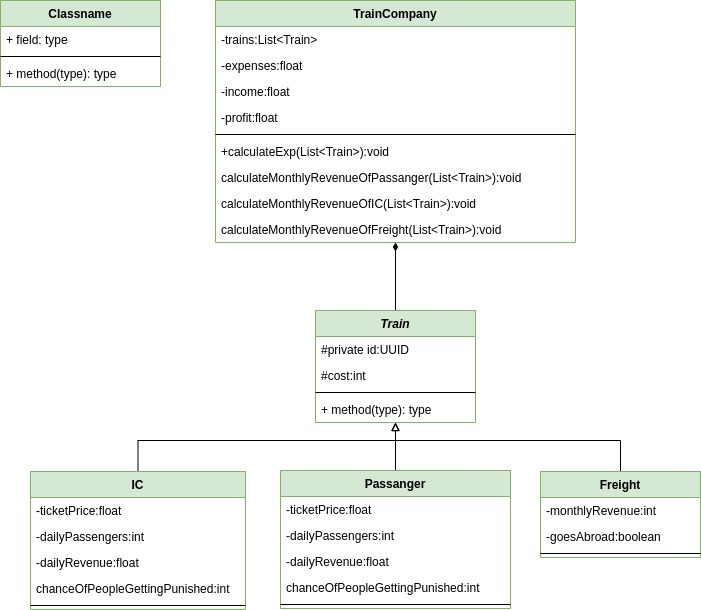 Classname
+ field: type
+ method(type): type
TrainCompany
-trains:List<Train>
-expenses:float
-income:float
-profit:float
+calculateExp(List<Train>):void
calculateMonthlyRevenueOfPassanger(List<Train>):void
calculateMonthlyRevenueOfIC(List<Train>):void
calculateMonthlyRevenueOfFreight(List<Train>):void
Train
#private id:UUID
#cost:int
+ method(type): type
IC
-ticketPrice:float
-dailyPassengers:int
-dailyRevenue:float
chanceOfPeopleGettingPunished:int
Passanger
-ticketPrice:float
-dailyPassengers:int
-dailyRevenue:float
chanceOfPeopleGettingPunished:int
Freight
-monthlyRevenue:int
-goesAbroad:boolean